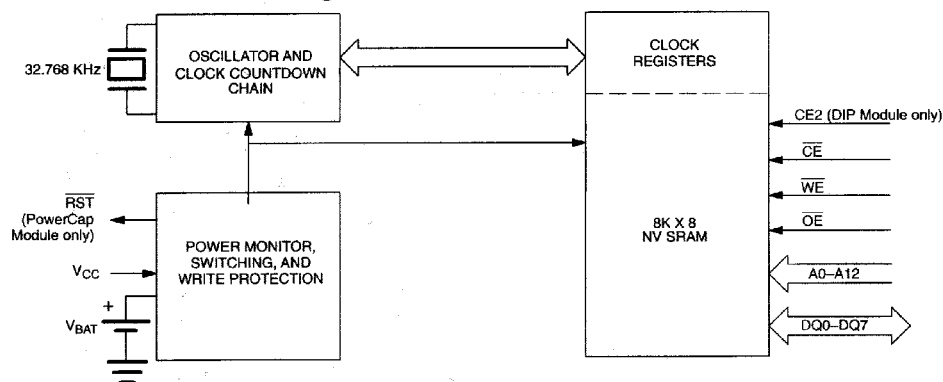 32.768 KHz
OSCILLATOR AND
CLOCK COUNTDOWN
CHAIN
CLOCK
REGISTERS
CE2 (DIP Module only)
CE
WE
OE
A0–A12
DQ0–DQ7
8K X 8
NV SRAM
RST
(PowerCap
Module only)
VCC
+
VBAT
POWER MONITOR,
SWITCHING, AND
WRITE PROTECTION